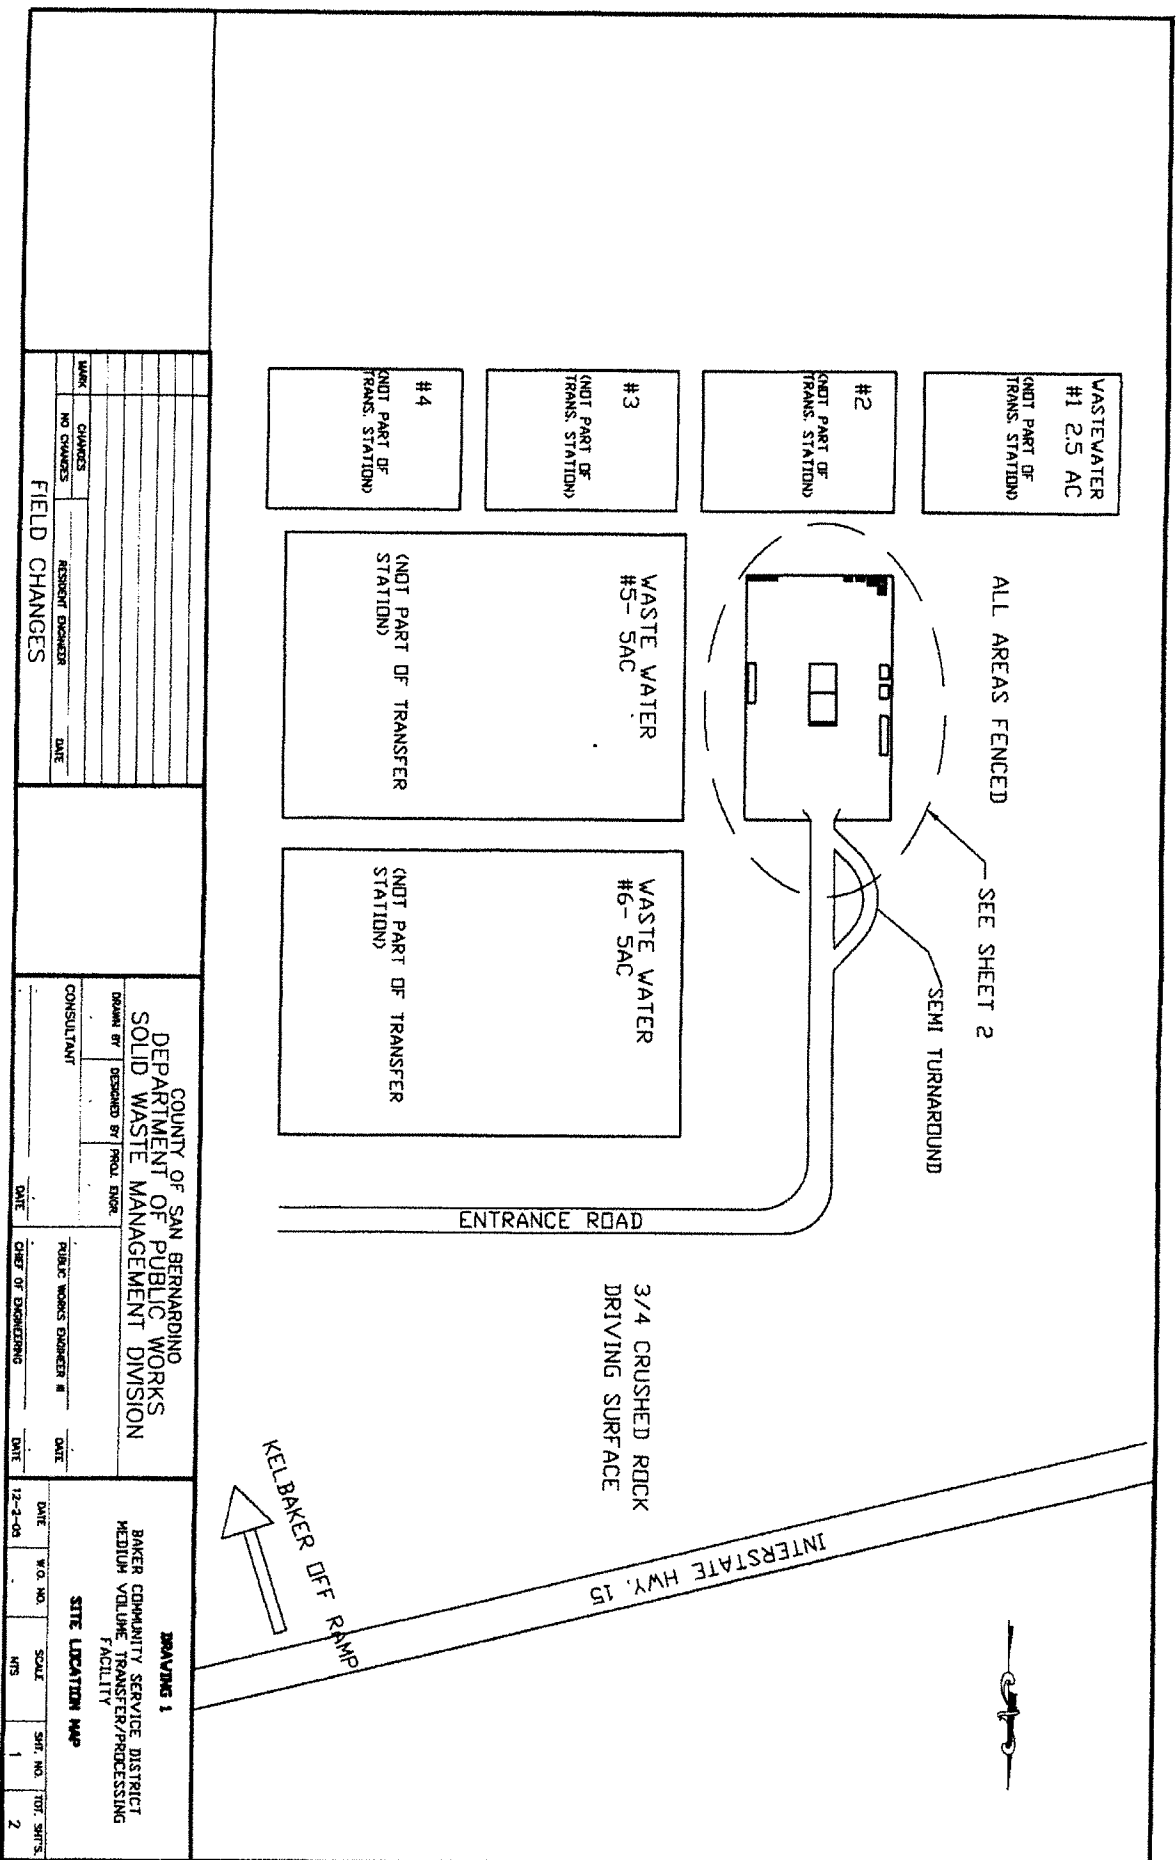 WASTEWATER
#1 2.5 AC
(NOT PART OF
TRANS. STATION)
#2
(NOT PART OF
TRANS. STATION)
#3
(NOT PART OF
TRANS. STATION)
#4
(NOT PART OF
TRANS. STATION)
ALL AREAS FENCED
SEE SHEET 2
SEMI TURNAROUND
WASTE WATER
#5- 5AC
(NOT PART OF TRANSFER
STATION)
WASTE WATER
#6- 5AC
(NOT PART OF TRANSFER
STATION)
ENTRANCE ROAD
3/4 CRUSHED ROCK
DRIVING SURFACE
INTERSTATE HWY. 15
KELBAKER OFF RAMP
MARK
CHANGES
NO CHANGES
RESIDENT ENGINEER
DATE
FIELD CHANGES
COUNTY OF SAN BERNARDINO
DEPARTMENT OF PUBLIC WORKS
SOLID WASTE MANAGEMENT DIVISION
DRAWN BY
DESIGNED BY
PROJ. ENGR.
CONSULTANT
DATE
PUBLIC WORKS ENGINEER III
DATE
CHIEF OF ENGINEERING
DATE
DRAWING 1
BAKER COMMUNITY SERVICE DISTRICT
MEDIUM VOLUME TRANSFER/PROCESSING
FACILITY
SITE LOCATION MAP
DATE
W.O. NO.
SCALE
SHT. NO.
TOT. SHTS.
NTS
1
2